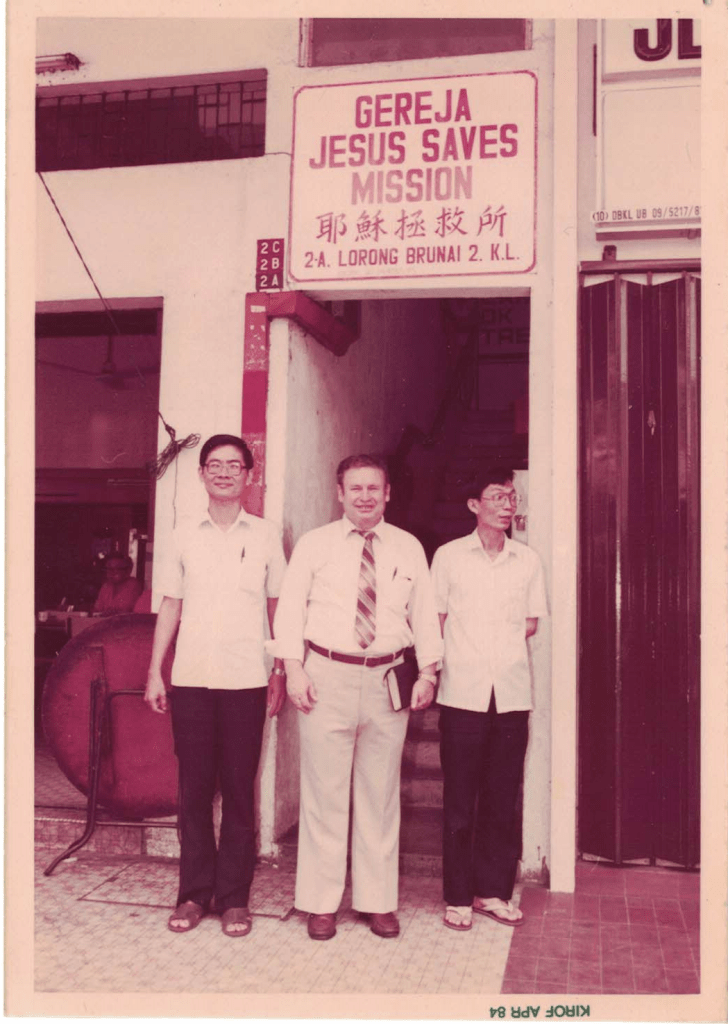 GEREJA
JESUS SAVES
MISSION
耶穌拯救所
2-A. LORONG BRUNAI 2. K.L.
2C
2B
2A
(10) DBKL UB 09/5217/8
KIROF APR 84